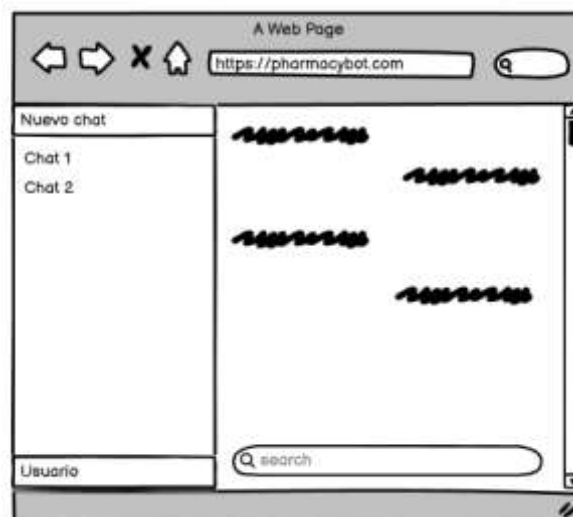 A Web Page
https://pharmacybot.com
Nuevo chat
Chat 1
Chat 2
search
Usuario